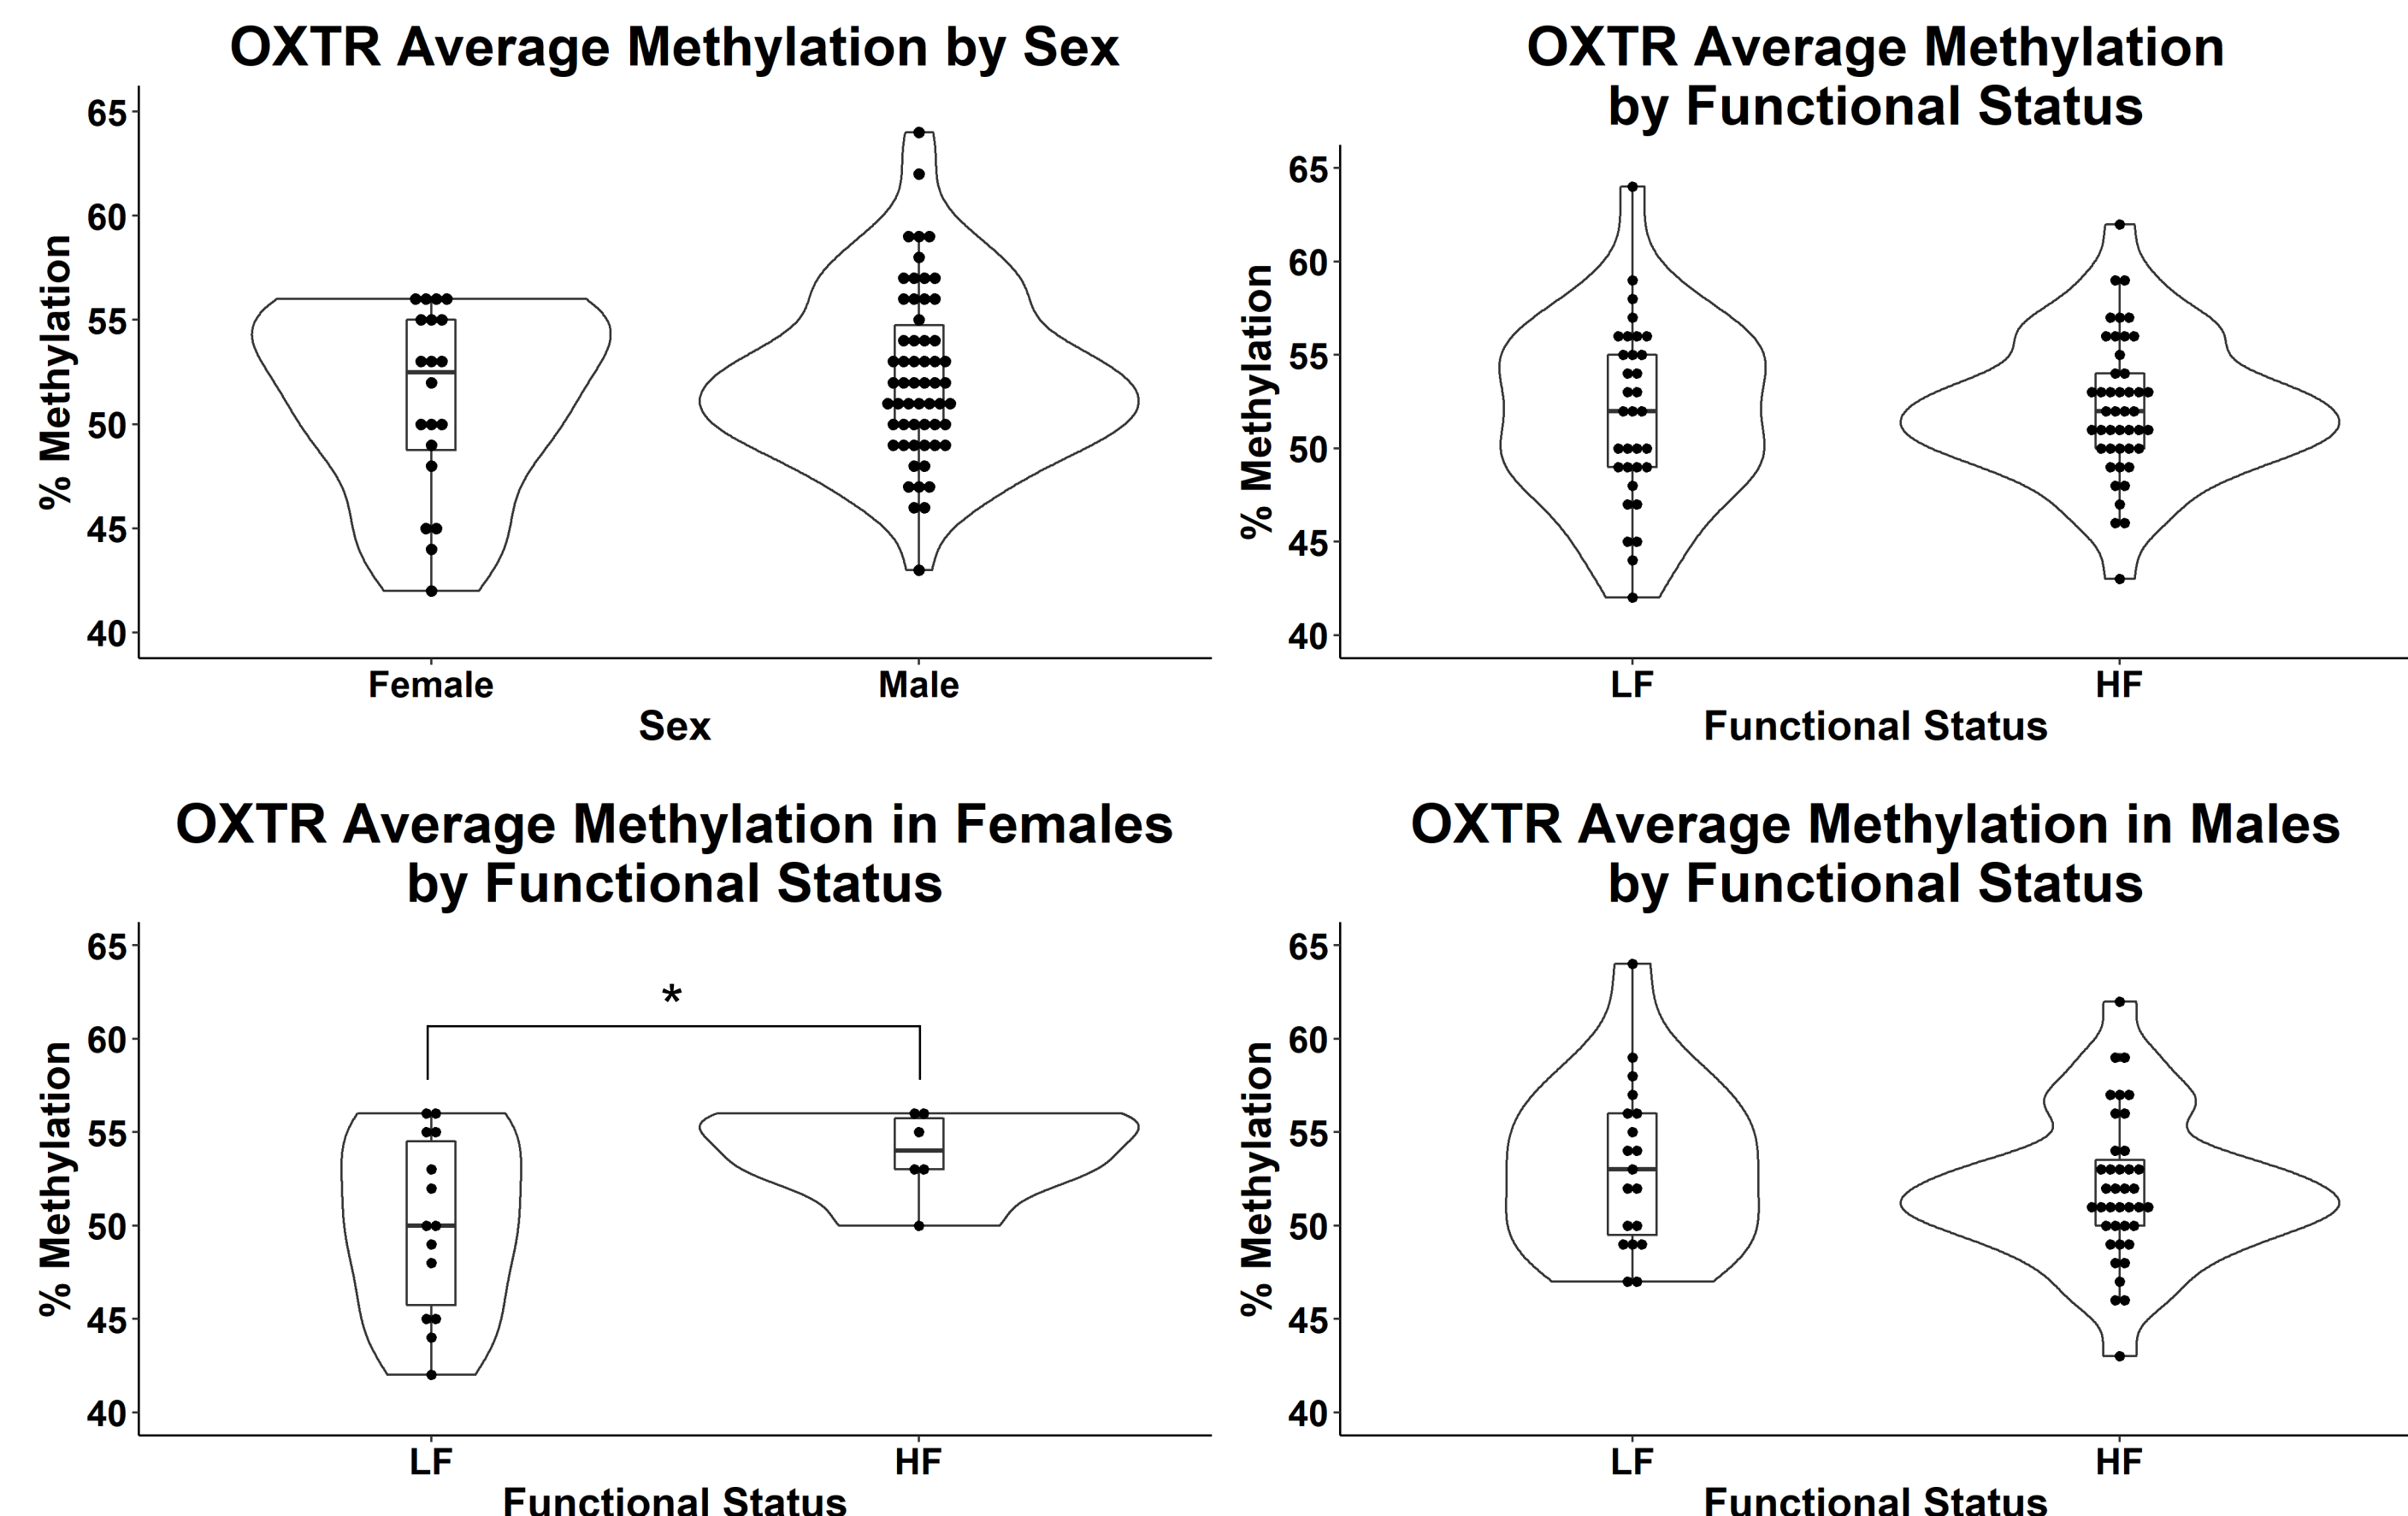 OXTR Average Methylation by Sex
65
60
55
50
45
40
% Methylation
Female
Male
Sex
OXTR Average Methylation
by Functional Status
65
60
55
50
45
40
% Methylation
LF
HF
Functional Status
OXTR Average Methylation in Females
by Functional Status
65
60
55
50
45
40
% Methylation
*
LF
HF
Functional Status
OXTR Average Methylation in Males
by Functional Status
65
60
55
50
45
40
% Methylation
LF
HF
Functional Status